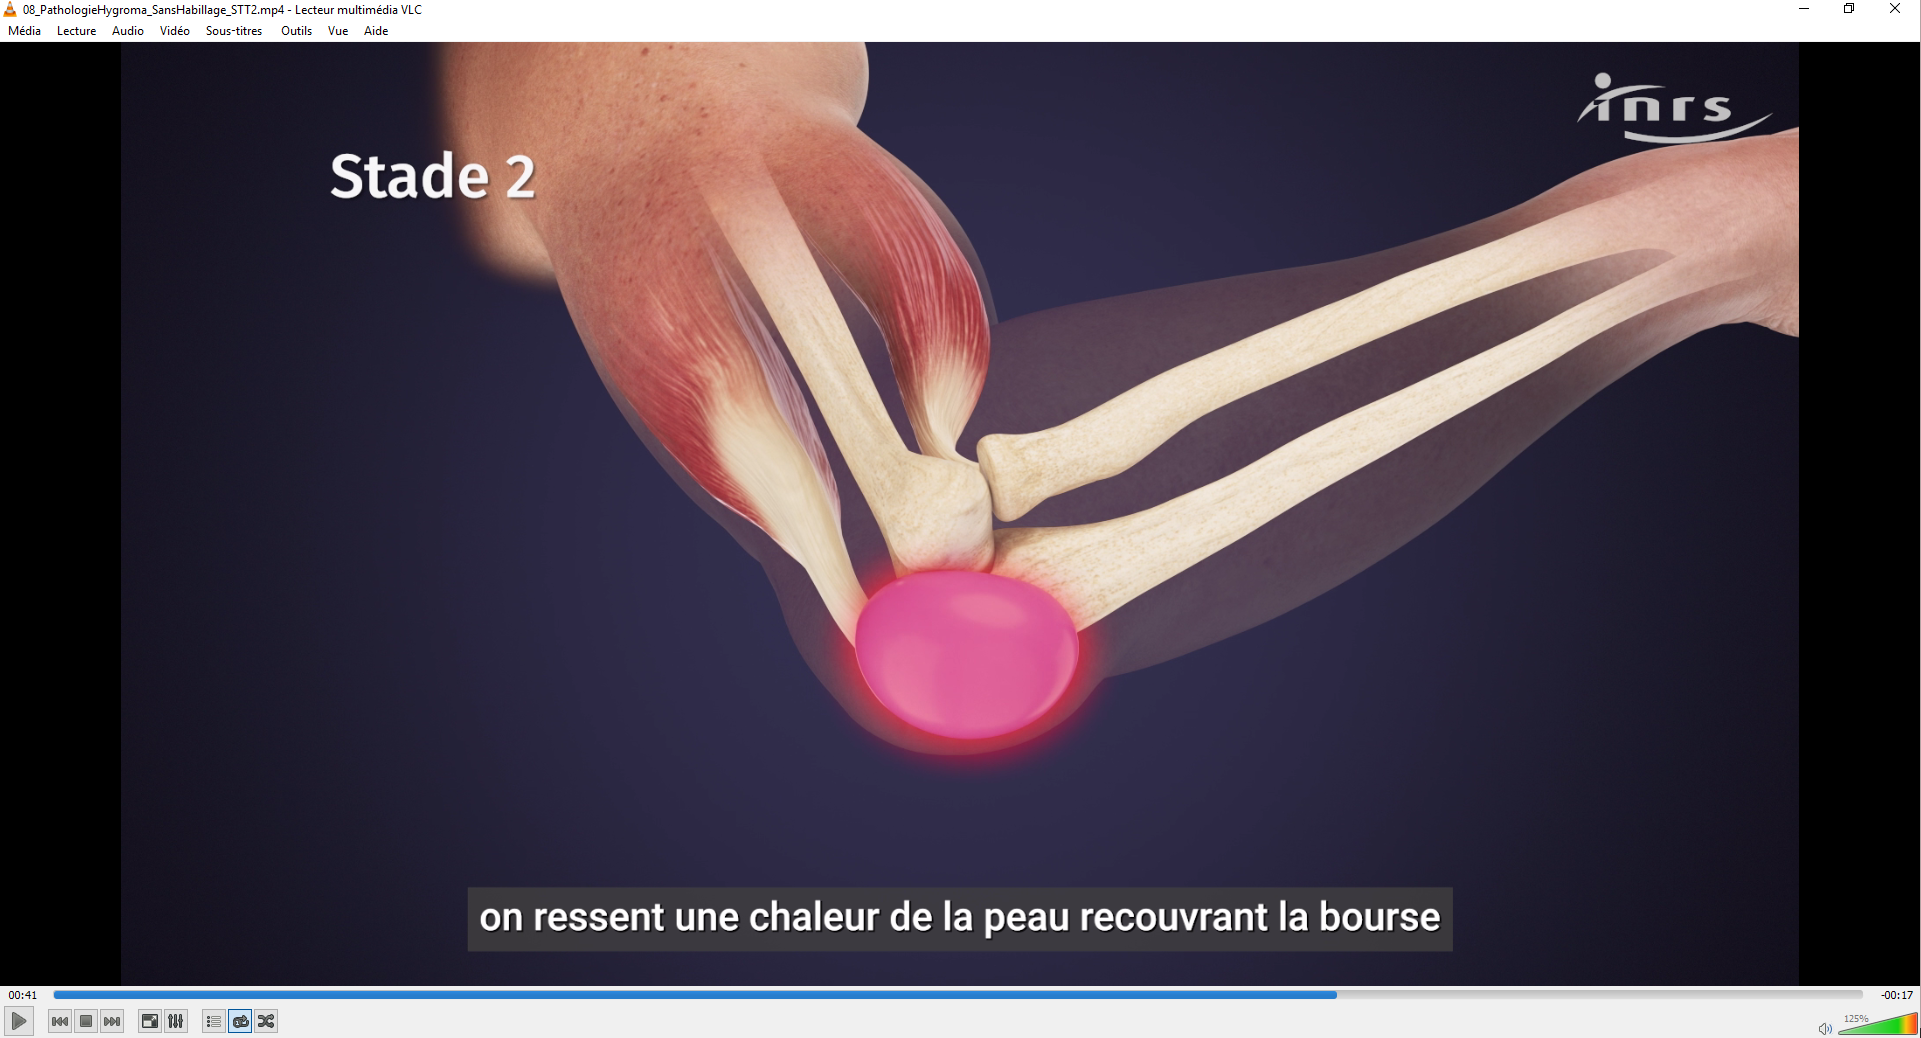 08_PathologieHygroma_SansHabillage_STT2.mp4 - Lecteur multimédia VLC
Média Lecture Audio Vidéo Sous-titres Outils Vue Aide
inrs
Stade 2
on ressent une chaleur de la peau recouvrant la bourse
00:41
-00:17
125%